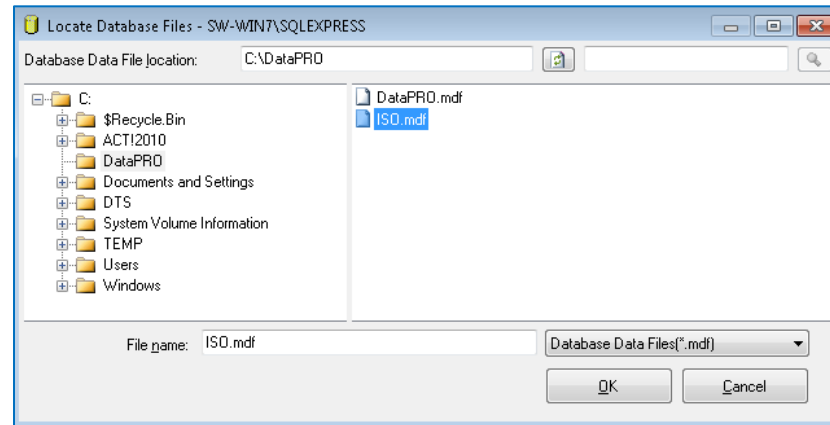 Locate Database Files - SW-WIN7\SQLEXPRESS
Database Data File location: C:\DataPRO
C:
$Recycle.Bin
ACT!2010
DataPRO
Documents and Settings
DTS
System Volume Information
TEMP
Users
Windows
DataPRO.mdf
ISO.mdf
File name: ISO.mdf Database Data Files(*.mdf)
OK Cancel